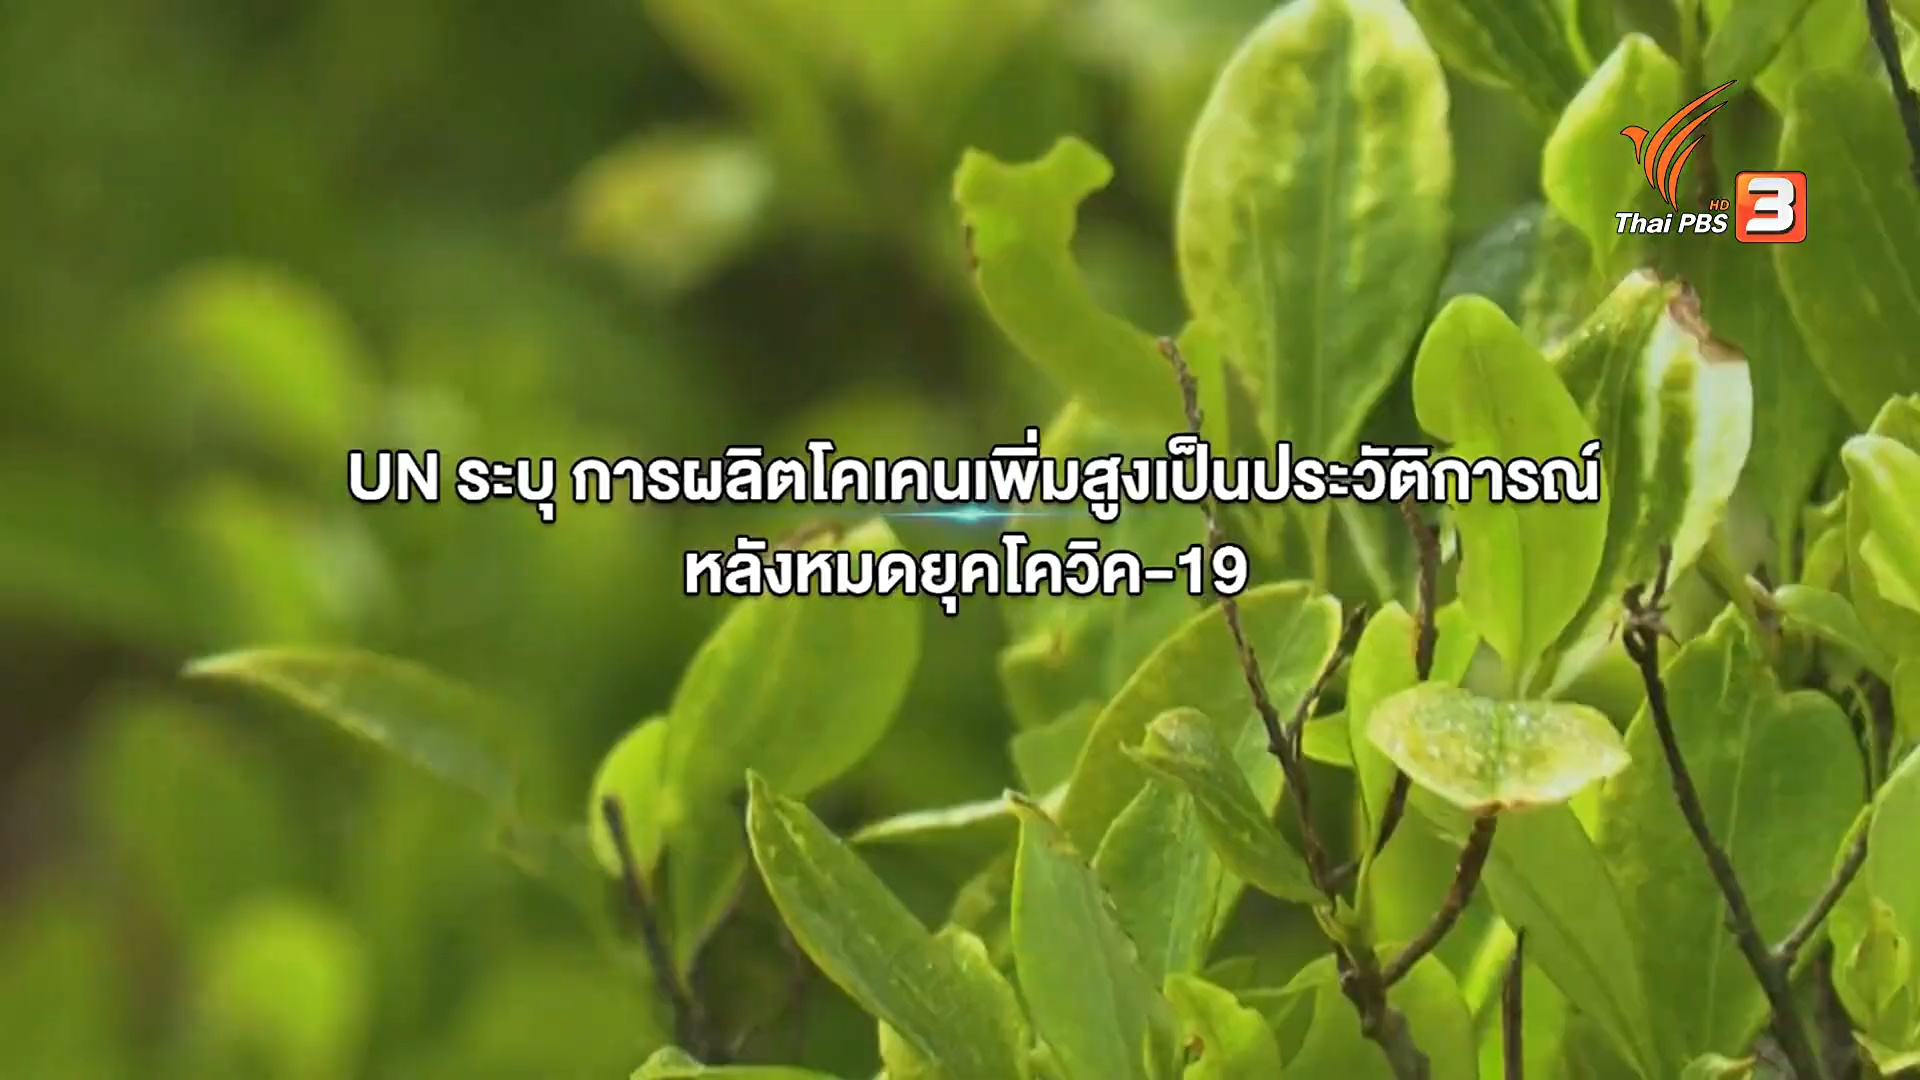 HD
Thai PBS 3
UN ระบุ การผลิตโคเคนเพิ่มสูงเป็นประวัติการณ์
หลังหมดยุคโควิค-19